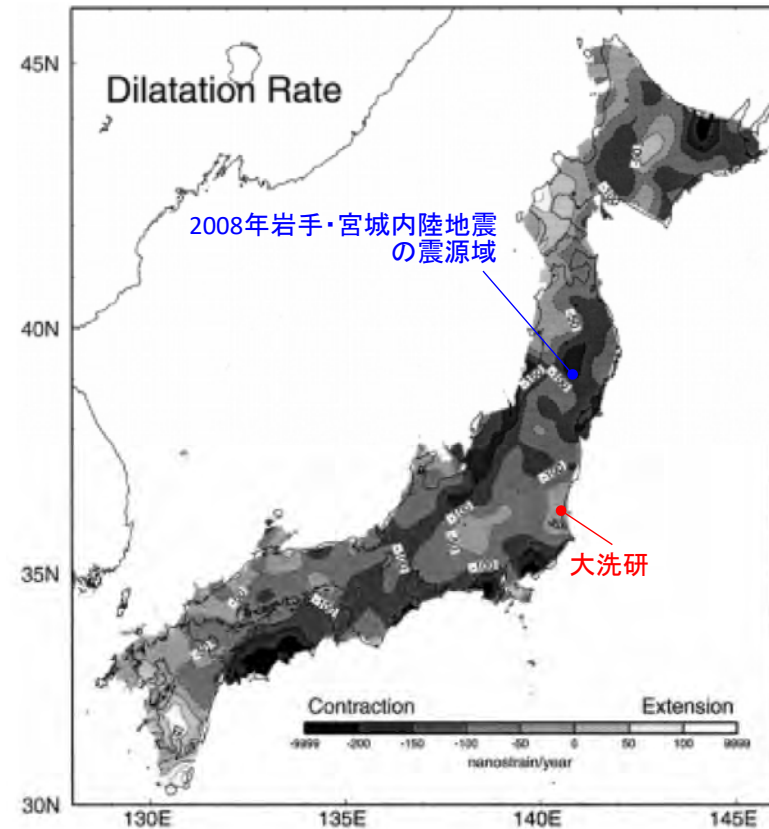 45N
Dilatation Rate
2008年岩手・宮城内陸地震
の震源域
40N
大洗研
35N
Contraction
Extension
-9999 -200 -150 -100 -50 0 50 100 9999
nanostrain/year
30N
130E
135E
140E
145E